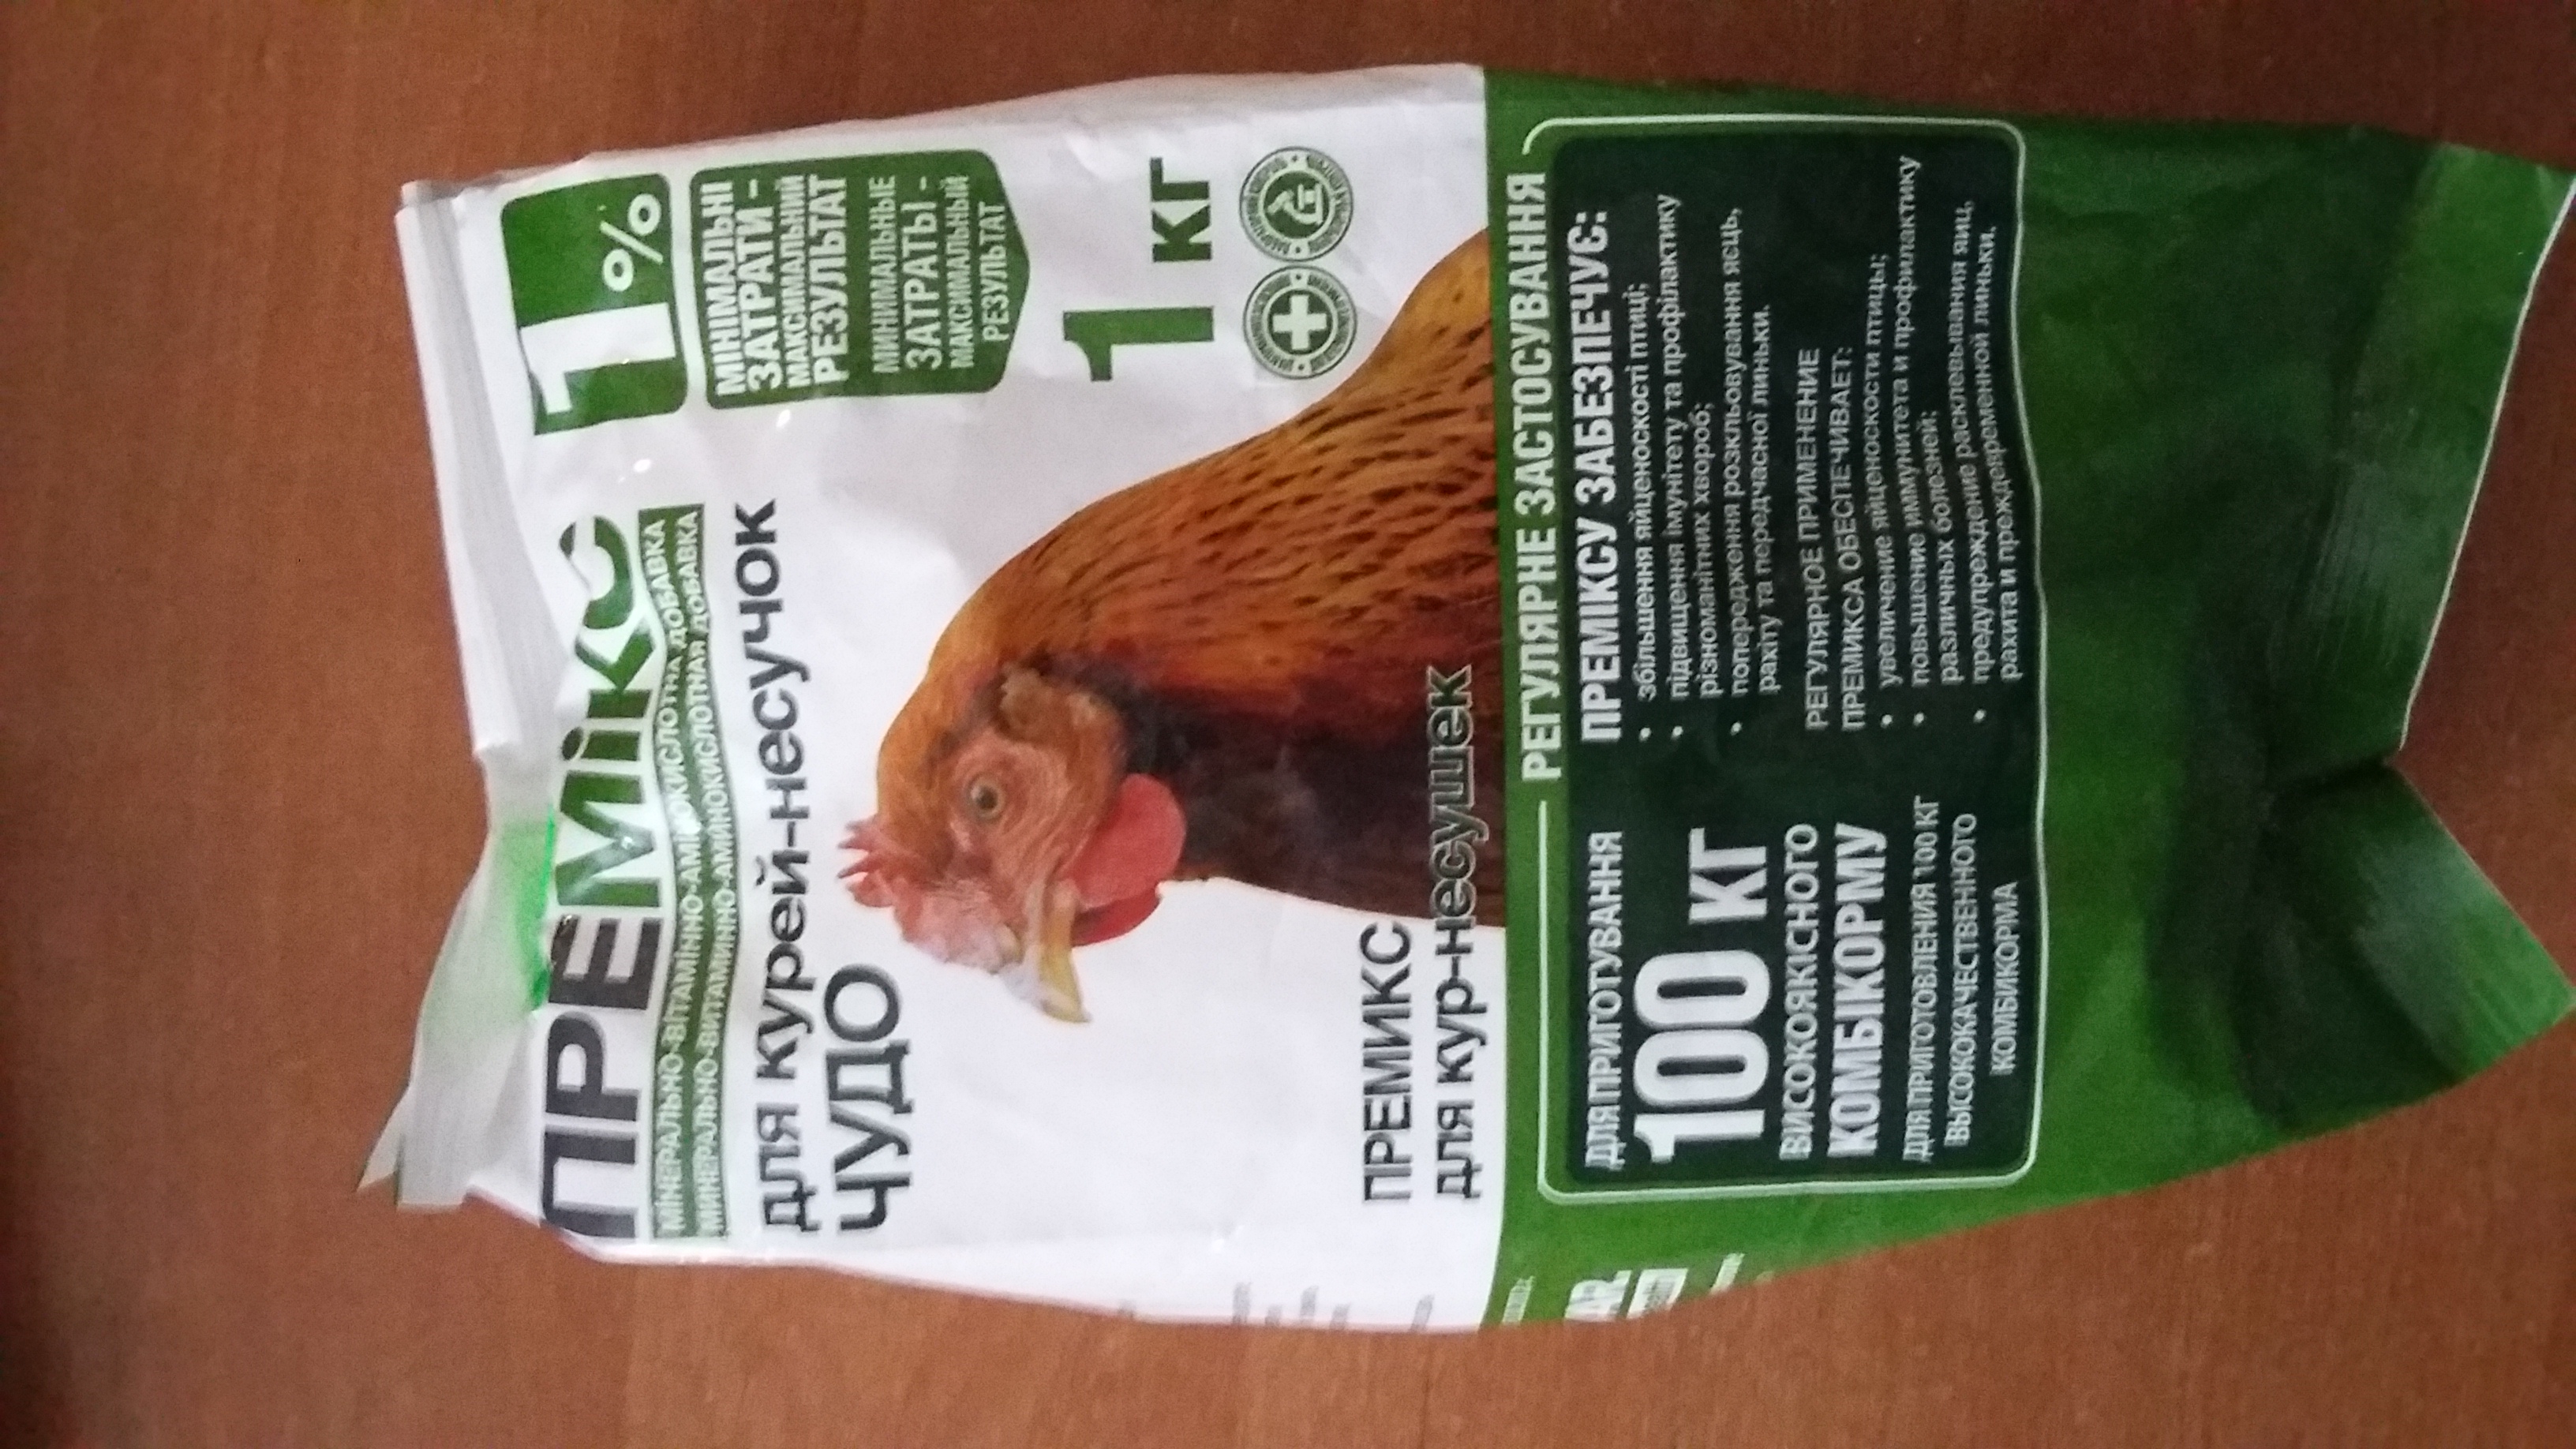 ПРЕМікс
1%
МІНЕРАЛЬНО-ВІТАМІННО-АМІНОКИСЛОТНА ДОБАВКА
МИНЕРАЛЬНО-ВИТАМИННО-АМИНОКИСЛОТНАЯ ДОБАВКА
для курей-несучок
ЧУДО
МІНІМАЛЬНІ
ЗАТРАТИ -
МАКСИМАЛЬНИЙ
РЕЗУЛЬТАТ
МИНИМАЛЬНЫЕ
ЗАТРАТЫ -
МАКСИМАЛЬНЫЙ
РЕЗУЛЬТАТ
1 кг
ПРЕМИКС
для кур-несушек
РЕГУЛЯРНЕ ЗАСТОСУВАННЯ
ПРЕМІКСУ ЗАБЕЗПЕЧУЄ:
• збільшення яйценоскості птиці;
• підвищення імунітету та профілактику
різноманітних хвороб;
• попередження розкльовування яєць,
рахіту та передчасної линьки.
РЕГУЛЯРНОЕ ПРИМЕНЕНИЕ
ПРЕМИКСА ОБЕСПЕЧИВАЕТ:
• увеличение яйценоскости птицы;
• повышение иммунитета и профилактику
различных болезней;
• предупреждение расклевывания яиц,
рахита и преждевременной линьки.
ДЛЯ ПРИГОТУВАННЯ
100 КГ
ВИСОКОЯКІСНОГО
КОМБІКОРМУ
ДЛЯ ПРИГОТОВЛЕНИЯ 100 КГ
ВЫСОКОКАЧЕСТВЕННОГО
КОМБИКОРМА